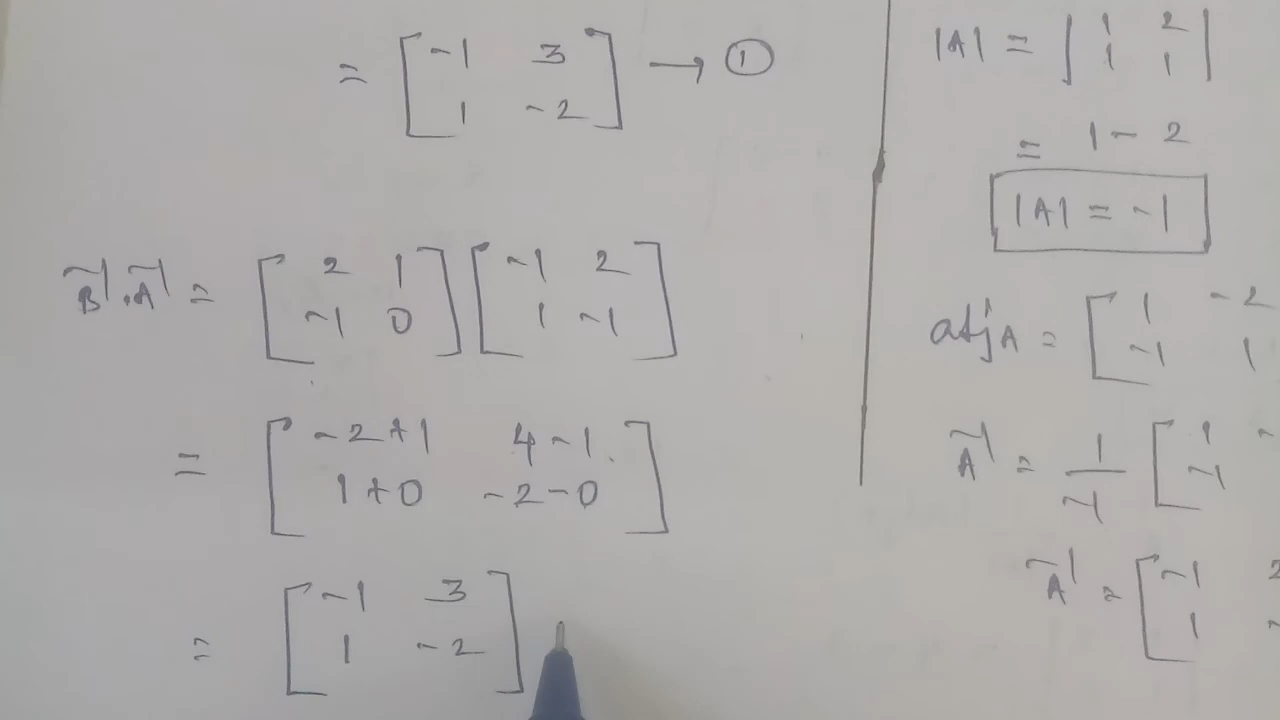 = [ -1 3 ] → ①
[ 1 -2 ]
B⁻¹.A⁻¹ = [ 2 1 ] [ -1 2 ]
[ -1 0 ] [ 1 -1 ]
= [ -2+1 4-1 ]
[ 1+0 -2-0 ]
= [ -1 3 ]
[ 1 -2 ]
|A| = | 1 2 |
| 1 1 |
= 1 - 2
|A| = -1
adj A = [ 1 -2
[ -1 1
A⁻¹ = 1/-1 [ 1 -
[ -1
A⁻¹ = [ -1 2
[ 1 -